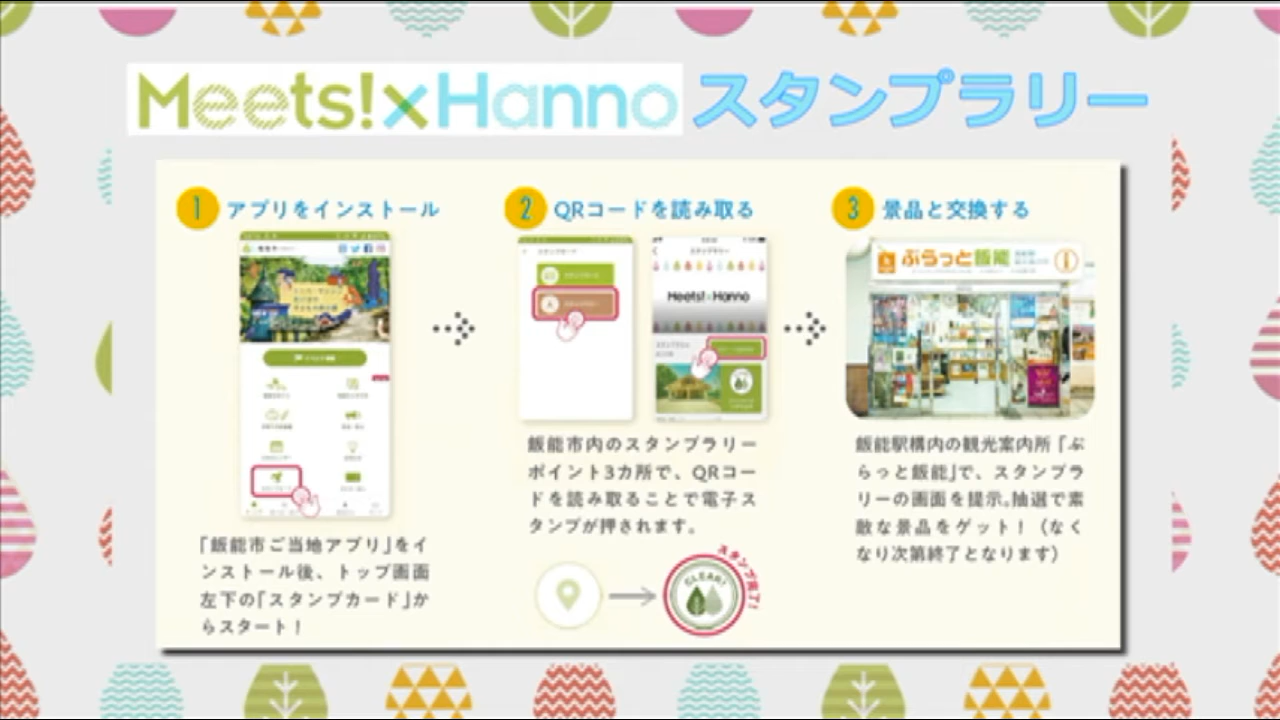 Meets!×Hanno スタンプラリー
1 アプリをインストール
2 QRコードを読み取る
3 景品と交換する
Meets!×Hanno
ぷらっと飯能
「飯能市ご当地アプリ」をイ
ンストール後、トップ画面
左下の「スタンプカード」か
らスタート！
飯能市内のスタンプラリー
ポイント3カ所で、QRコー
ドを読み取ることで電子ス
タンプが押されます。
CLEAR!
スタンプ完了!
飯能駅構内の観光案内所「ぷ
らっと飯能」で、スタンプラ
リーの画面を提示。抽選で素
敵な景品をゲット！（なく
なり次第終了となります）